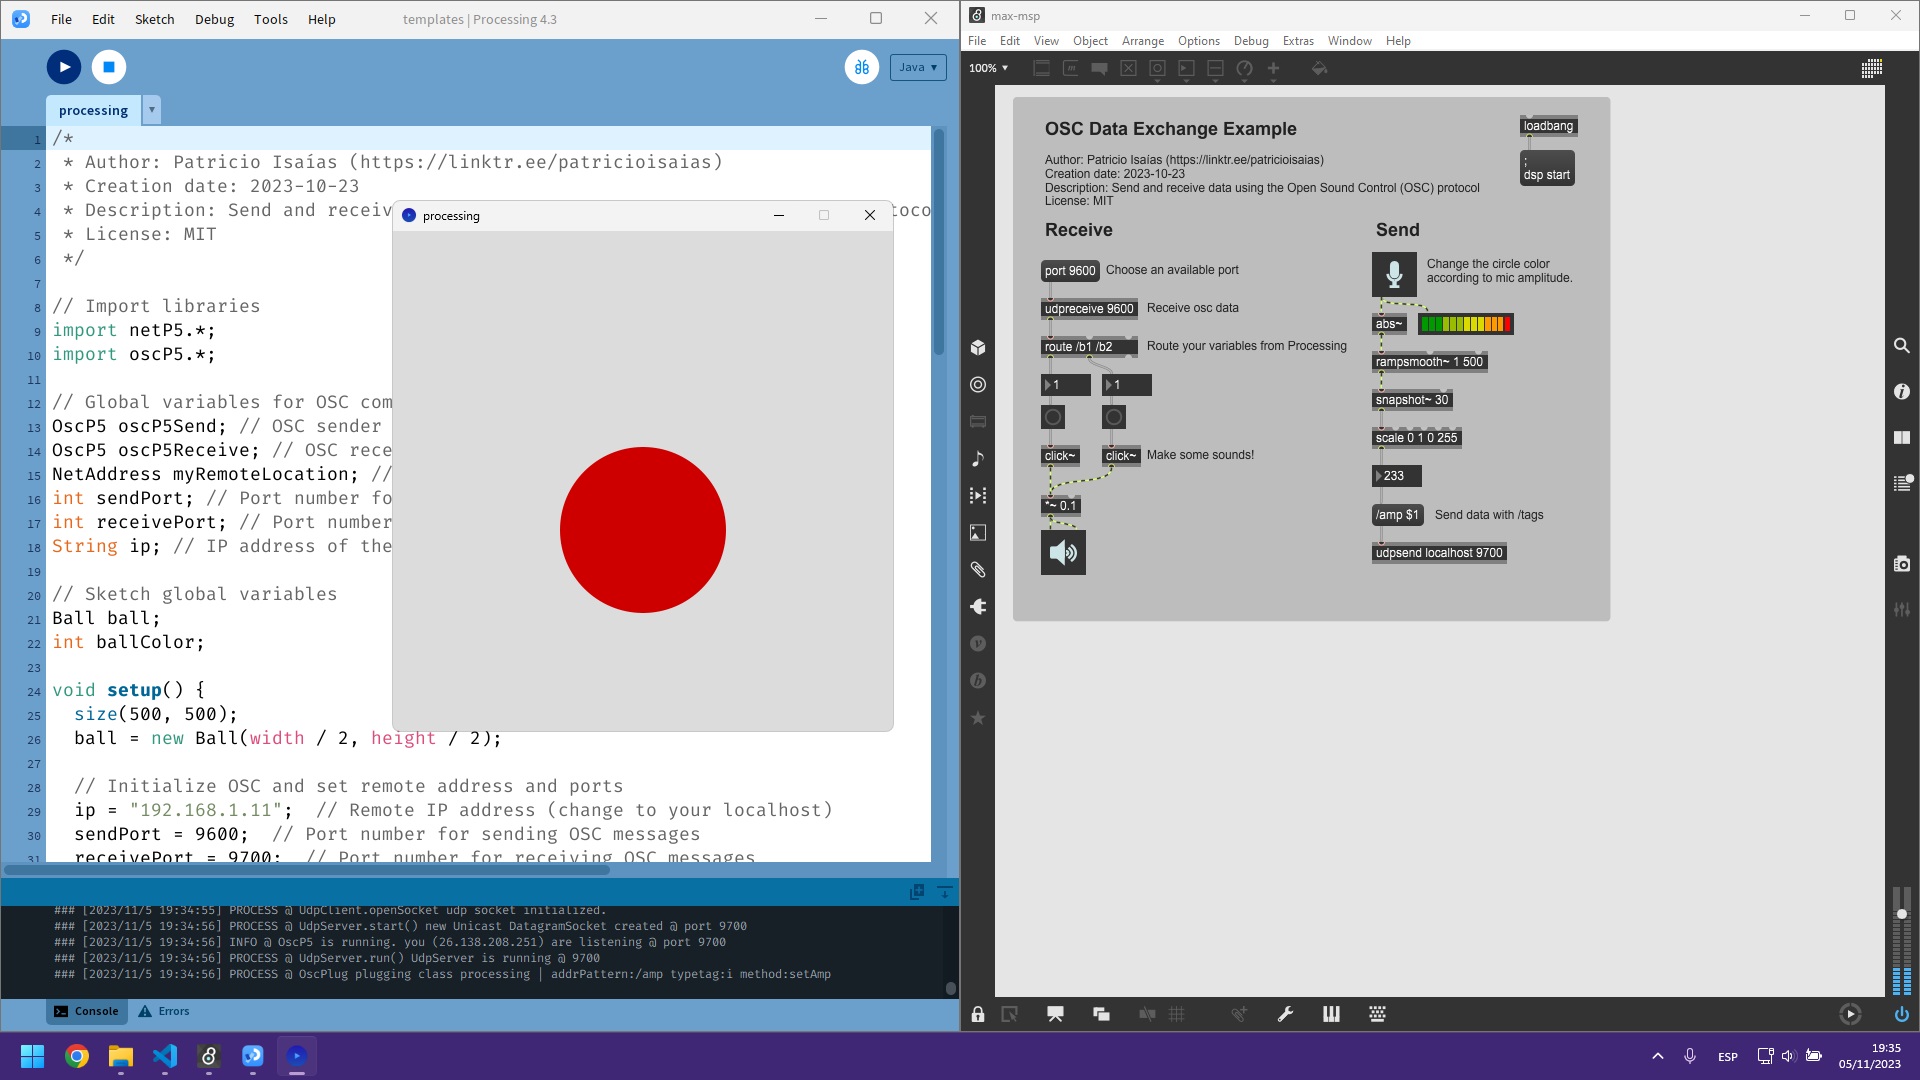 File Edit Sketch Debug Tools Help
templates | Processing 4.3
Java ▾
processing
1 /*
2  * Author: Patricio Isaías (https://linktr.ee/patricioisaias)
3  * Creation date: 2023-10-23
4  * Description: Send and receiv
5  * License: MIT
6  */
7
8 // Import libraries
9 import netP5.*;
10 import oscP5.*;
11
12 // Global variables for OSC com
13 OscP5 oscP5Send; // OSC sender
14 OscP5 oscP5Receive; // OSC rece
15 NetAddress myRemoteLocation; //
16 int sendPort; // Port number fo
17 int receivePort; // Port number
18 String ip; // IP address of the
19
20 // Sketch global variables
21 Ball ball;
22 int ballColor;
23
24 void setup() {
25   size(500, 500);
26   ball = new Ball(width / 2, height / 2);
27
28   // Initialize OSC and set remote address and ports
29   ip = "192.168.1.11";  // Remote IP address (change to your localhost)
30   sendPort = 9600;  // Port number for sending OSC messages
31   receivePort = 9700;  // Port number for receiving OSC messages
processing
### [2023/11/5 19:34:55] PROCESS @ UdpClient.openSocket udp socket initialized.
### [2023/11/5 19:34:56] PROCESS @ UdpServer.start() new Unicast DatagramSocket created @ port 9700
### [2023/11/5 19:34:56] INFO @ OscP5 is running. you (26.138.208.251) are listening @ port 9700
### [2023/11/5 19:34:56] PROCESS @ UdpServer.run() UdpServer is running @ 9700
### [2023/11/5 19:34:56] PROCESS @ OscPlug plugging class processing | addrPattern:/amp typetag:i method:setAmp
Console Errors
max-msp
File Edit View Object Arrange Options Debug Extras Window Help
100% ▾
OSC Data Exchange Example
Author: Patricio Isaías (https://linktr.ee/patricioisaias)
Creation date: 2023-10-23
Description: Send and receive data using the Open Sound Control (OSC) protocol
License: MIT
loadbang
;
dsp start
Receive
port 9600 Choose an available port
udpreceive 9600 Receive osc data
route /b1 /b2 Route your variables from Processing
1 1
click~ click~ Make some sounds!
*~ 0.1
Send
Change the circle color
according to mic amplitude.
abs~
rampsmooth~ 1 500
snapshot~ 30
scale 0 1 0 255
233
/amp $1 Send data with /tags
udpsend localhost 9700
ESP
19:35
05/11/2023